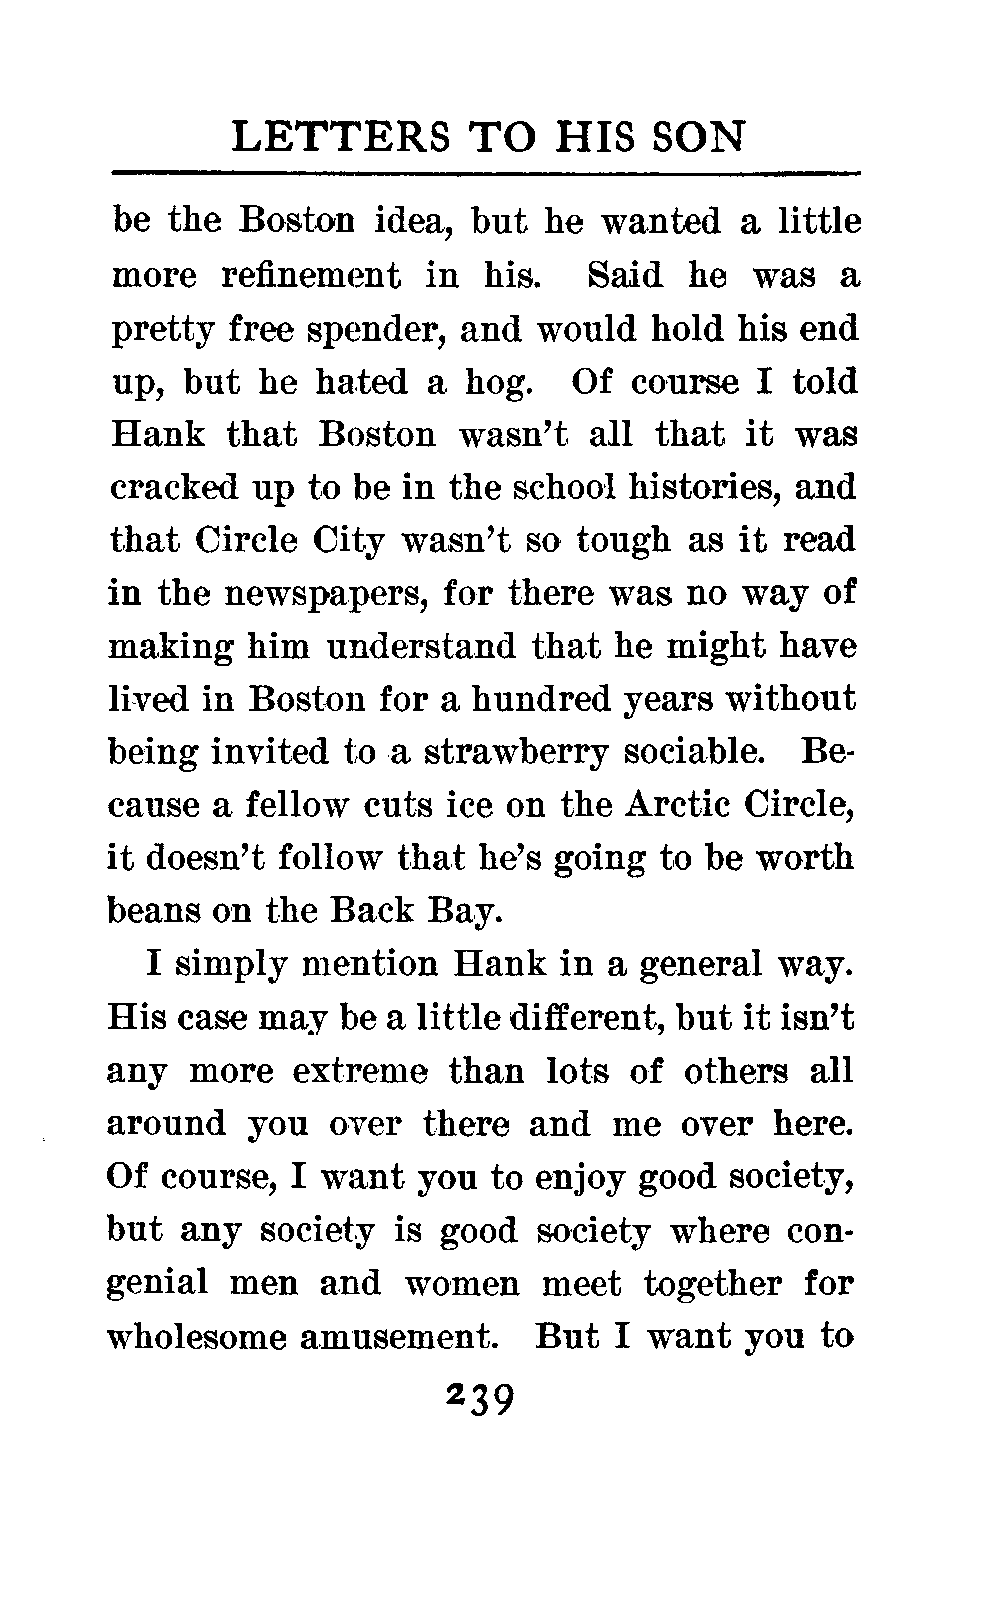 LETTERS TO HIS SON
be the Boston idea, but he wanted a little
more refinement in his. Said he was a
pretty free spender, and would hold his end
up, but he hated a hog. Of course I told
Hank that Boston wasn't all that it was
cracked up to be in the school histories, and
that Circle City wasn't so tough as it read
in the newspapers, for there was no way of
making him understand that he might have
lived in Boston for a hundred years without
being invited to a strawberry sociable. Be-
cause a fellow cuts ice on the Arctic Circle,
it doesn't follow that he's going to be worth
beans on the Back Bay.
I simply mention Hank in a general way.
His case may be a little different, but it isn't
any more extreme than lots of others all
around you over there and me over here.
Of course, I want you to enjoy good society,
but any society is good society where con-
genial men and women meet together for
wholesome amusement. But I want you to
239